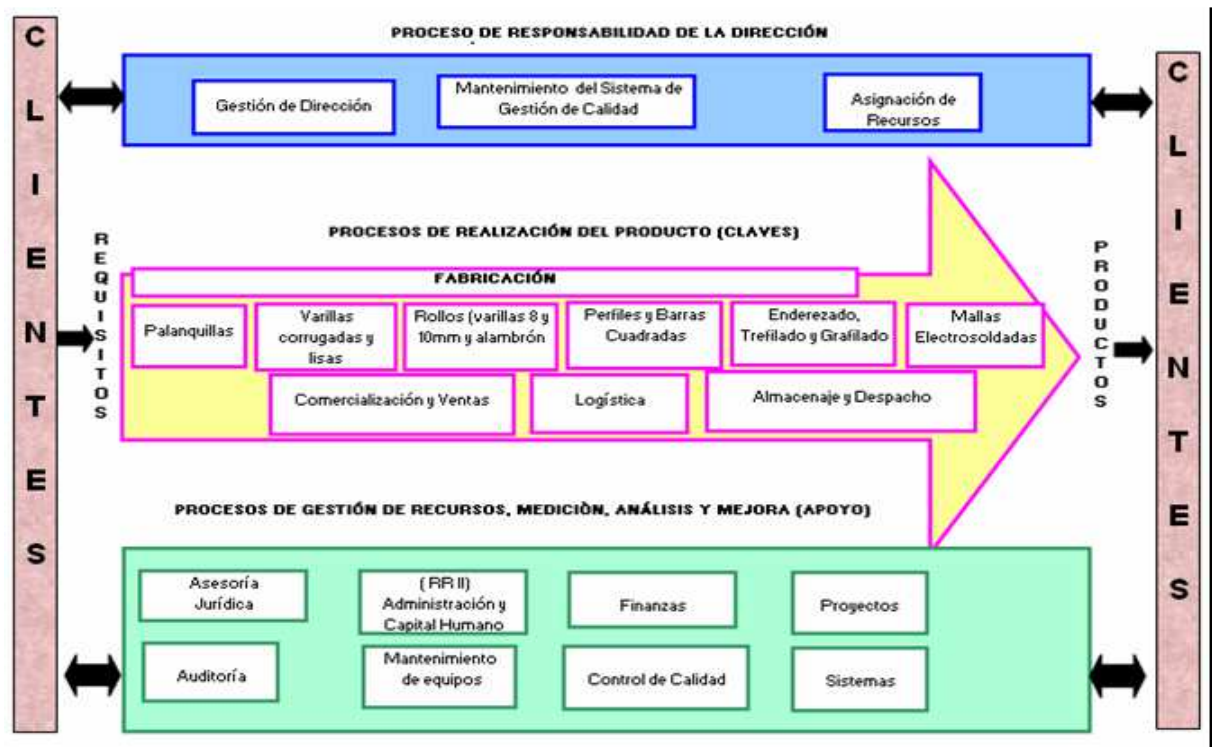 CLIENTES
PROCESO DE RESPONSABILIDAD DE LA DIRECCIÓN
Gestión de Dirección
Mantenimiento del Sistema de
Gestión de Calidad
Asignación de
Recursos
REQUISITOS
PROCESOS DE REALIZACIÓN DEL PRODUCTO (CLAVES)
FABRICACIÓN
Palanquillas
Varillas
corrugadas y
lisas
Rollos (varillas 8 y
10mm y alambrón
Perfiles y Barras
Cuadradas
Enderezado,
Trefilado y Grafilado
Mallas
Electrosoldadas
Comercialización y Ventas
Logística
Almacenaje y Despacho
PRODUCTOS
PROCESOS DE GESTIÓN DE RECURSOS, MEDICIÒN, ANÁLISIS Y MEJORA (APOYO)
Asesoría
Jurídica
( RR II)
Administración y
Capital Humano
Finanzas
Proyectos
Auditoría
Mantenimiento
de equipos
Control de Calidad
Sistemas
CLIENTES